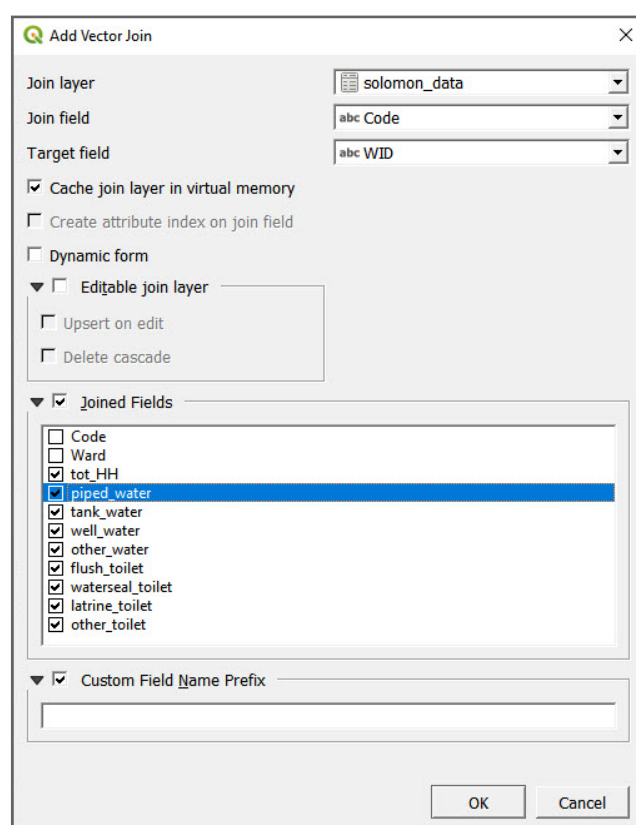 Add Vector Join
Join layer
solomon_data
Join field
abc Code
Target field
abc WID
Cache join layer in virtual memory
Create attribute index on join field
Dynamic form
Editable join layer
Upsert on edit
Delete cascade
Joined Fields
Code
Ward
tot_HH
piped_water
tank_water
well_water
other_water
flush_toilet
waterseal_toilet
latrine_toilet
other_toilet
Custom Field Name Prefix
OK Cancel